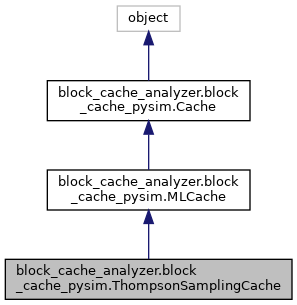 object
block_cache_analyzer.block
_cache_pysim.Cache
block_cache_analyzer.block
_cache_pysim.MLCache
block_cache_analyzer.block
_cache_pysim.ThompsonSamplingCache